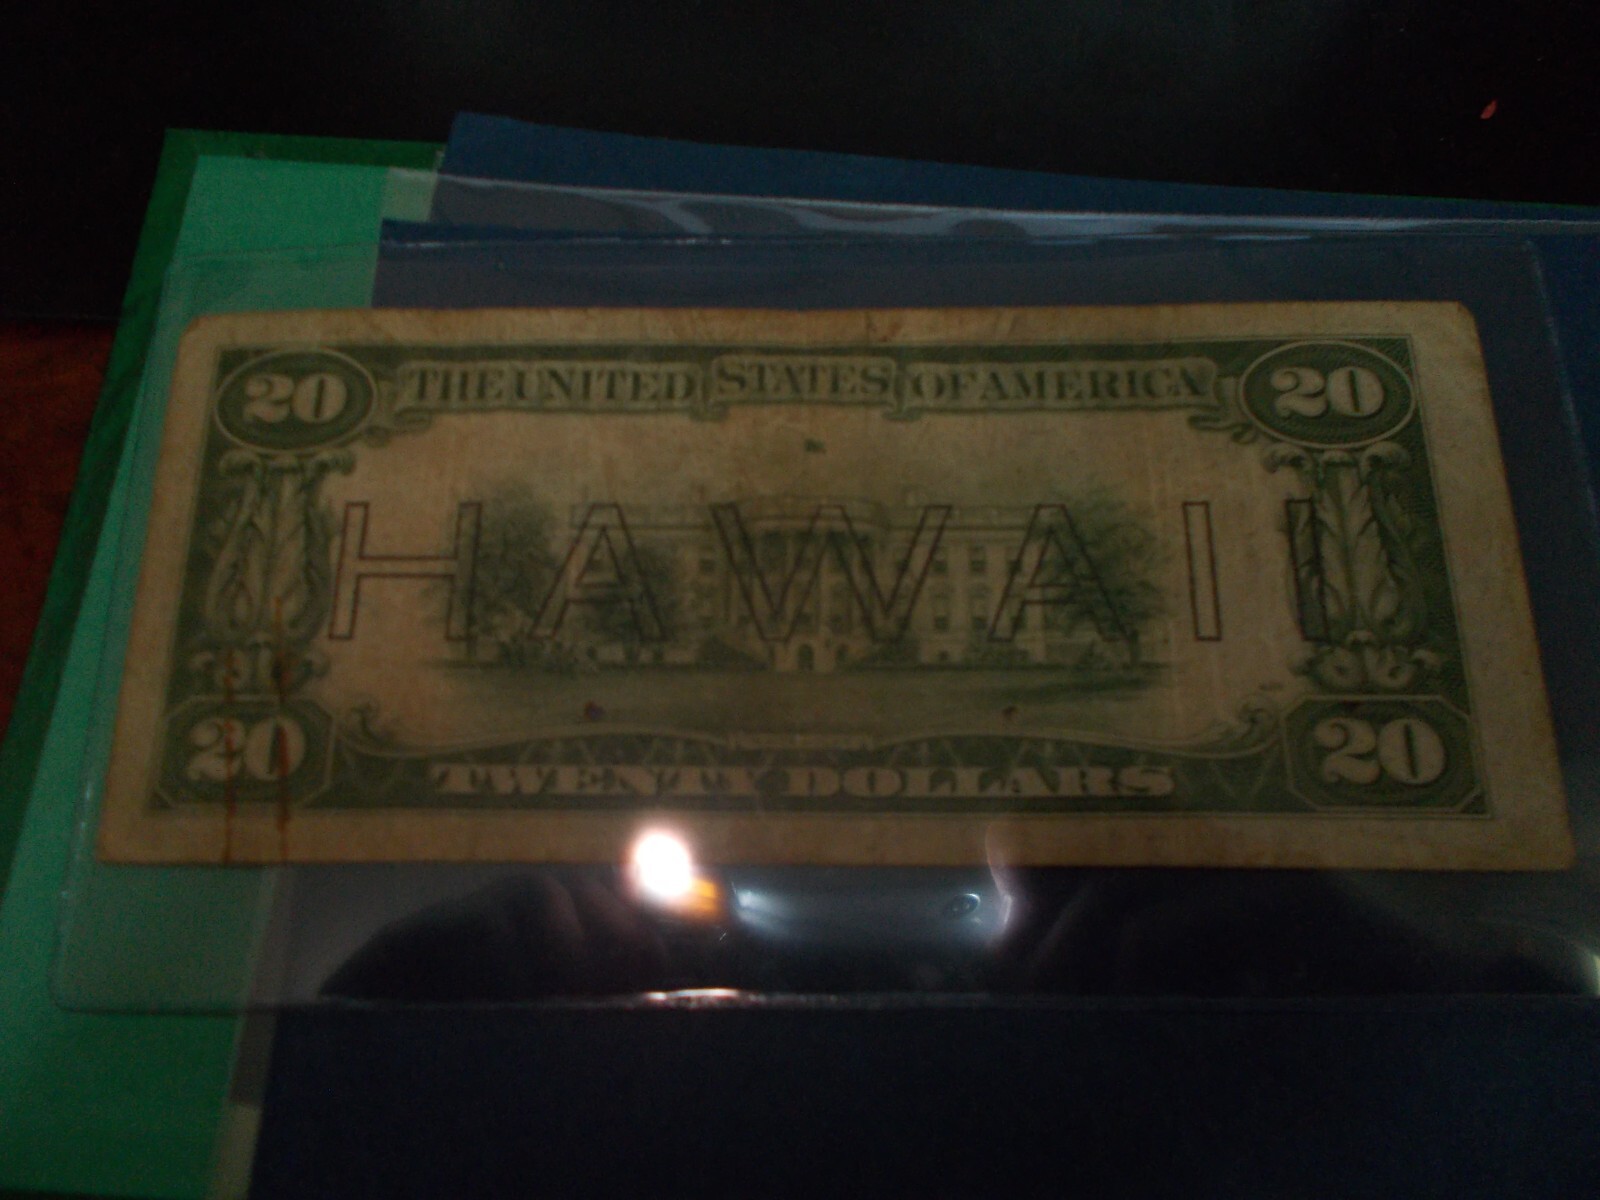 20 THE UNITED STATES OF AMERICA 20
HAWAII
20 TWENTY DOLLARS 20